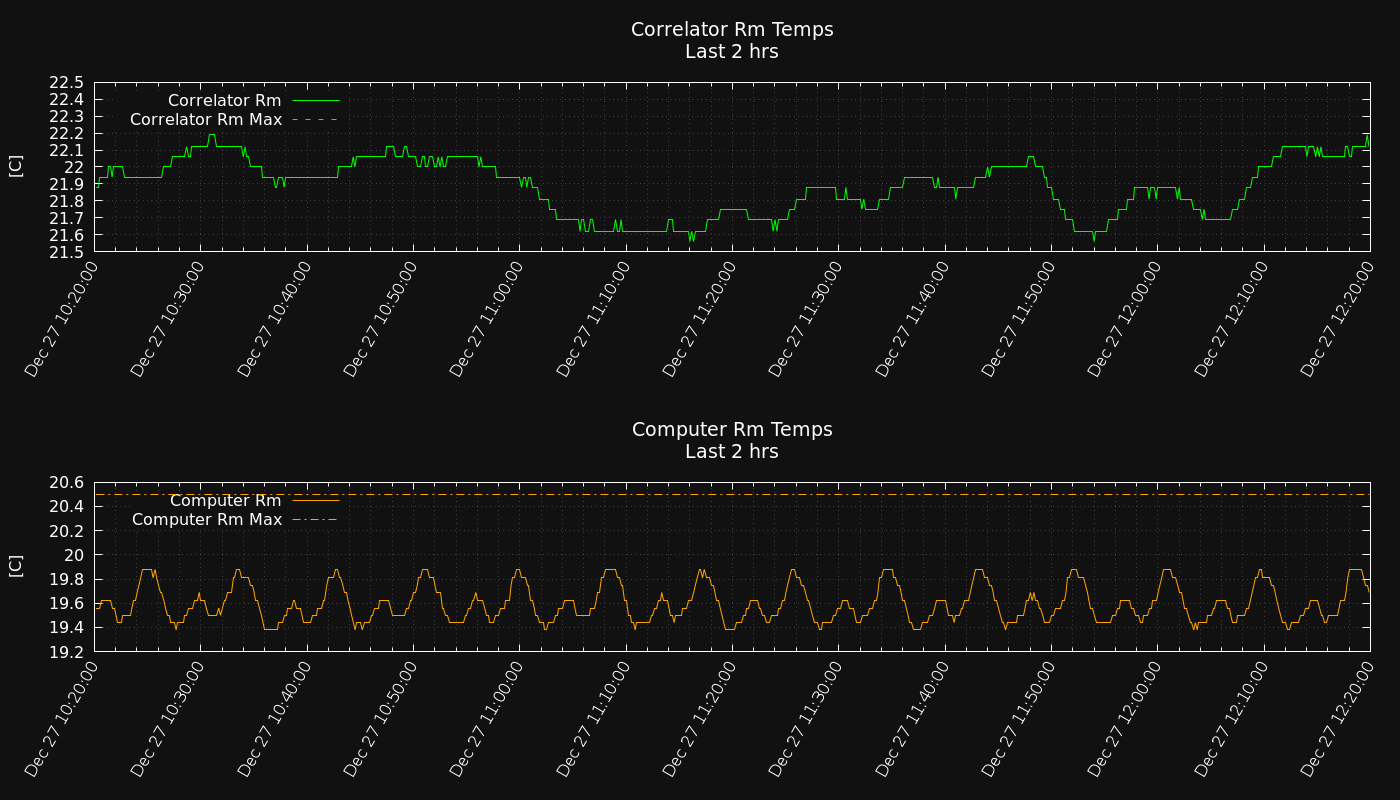 Correlator Rm Temps
Last 2 hrs
22.5
22.4
22.3
22.2
22.1
22
21.9
21.8
21.7
21.6
21.5
[C]
Correlator Rm
Correlator Rm Max
Dec 27 10:20:00
Dec 27 10:30:00
Dec 27 10:40:00
Dec 27 10:50:00
Dec 27 11:00:00
Dec 27 11:10:00
Dec 27 11:20:00
Dec 27 11:30:00
Dec 27 11:40:00
Dec 27 11:50:00
Dec 27 12:00:00
Dec 27 12:10:00
Dec 27 12:20:00
Computer Rm Temps
Last 2 hrs
20.6
20.4
20.2
20
19.8
19.6
19.4
19.2
[C]
Computer Rm
Computer Rm Max
Dec 27 10:20:00
Dec 27 10:30:00
Dec 27 10:40:00
Dec 27 10:50:00
Dec 27 11:00:00
Dec 27 11:10:00
Dec 27 11:20:00
Dec 27 11:30:00
Dec 27 11:40:00
Dec 27 11:50:00
Dec 27 12:00:00
Dec 27 12:10:00
Dec 27 12:20:00